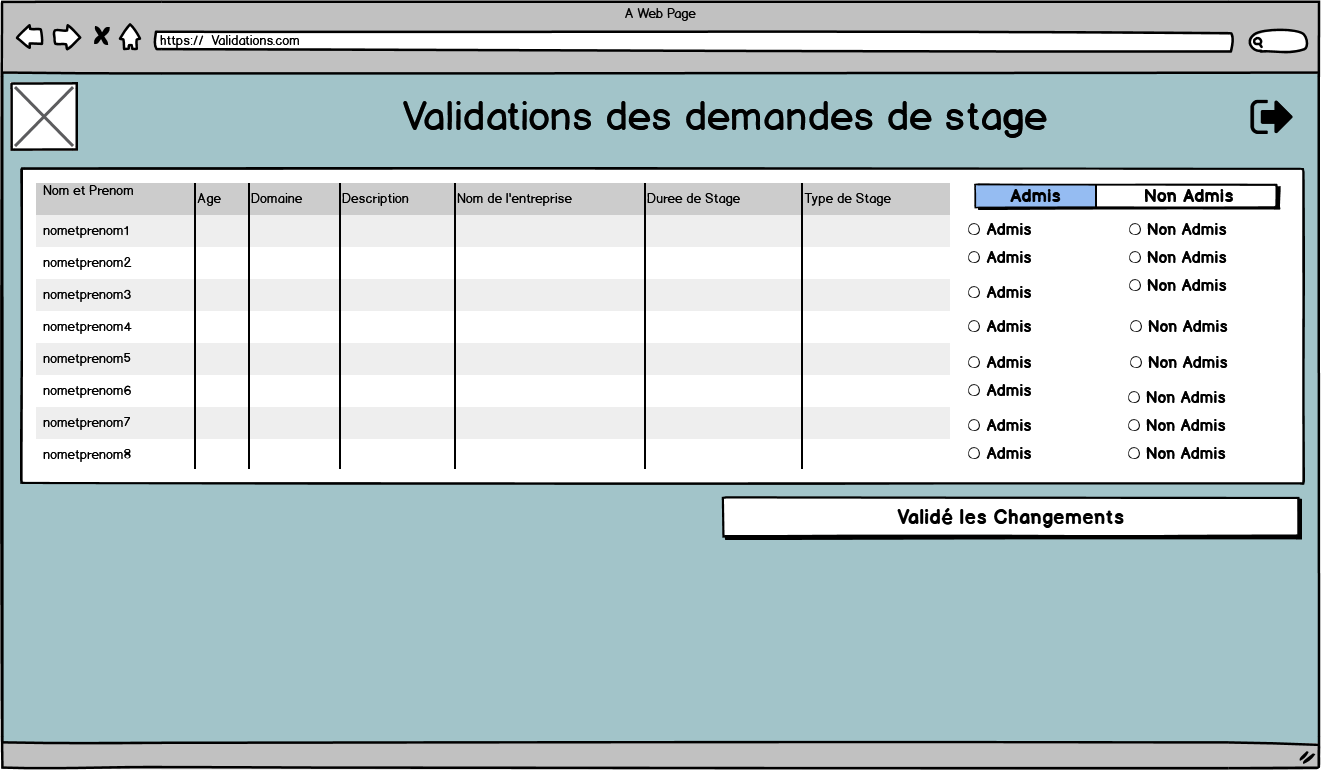 A Web Page
https:// Validations.com
Validations des demandes de stage
Nom et Prenom Age Domaine Description Nom de l'entreprise Duree de Stage Type de Stage Admis Non Admis
nometprenom1 Admis Non Admis
nometprenom2 Admis Non Admis
nometprenom3 Admis Non Admis
nometprenom4 Admis Non Admis
nometprenom5 Admis Non Admis
nometprenom6 Admis Non Admis
nometprenom7 Admis Non Admis
nometprenom8 Admis Non Admis
Validé les Changements